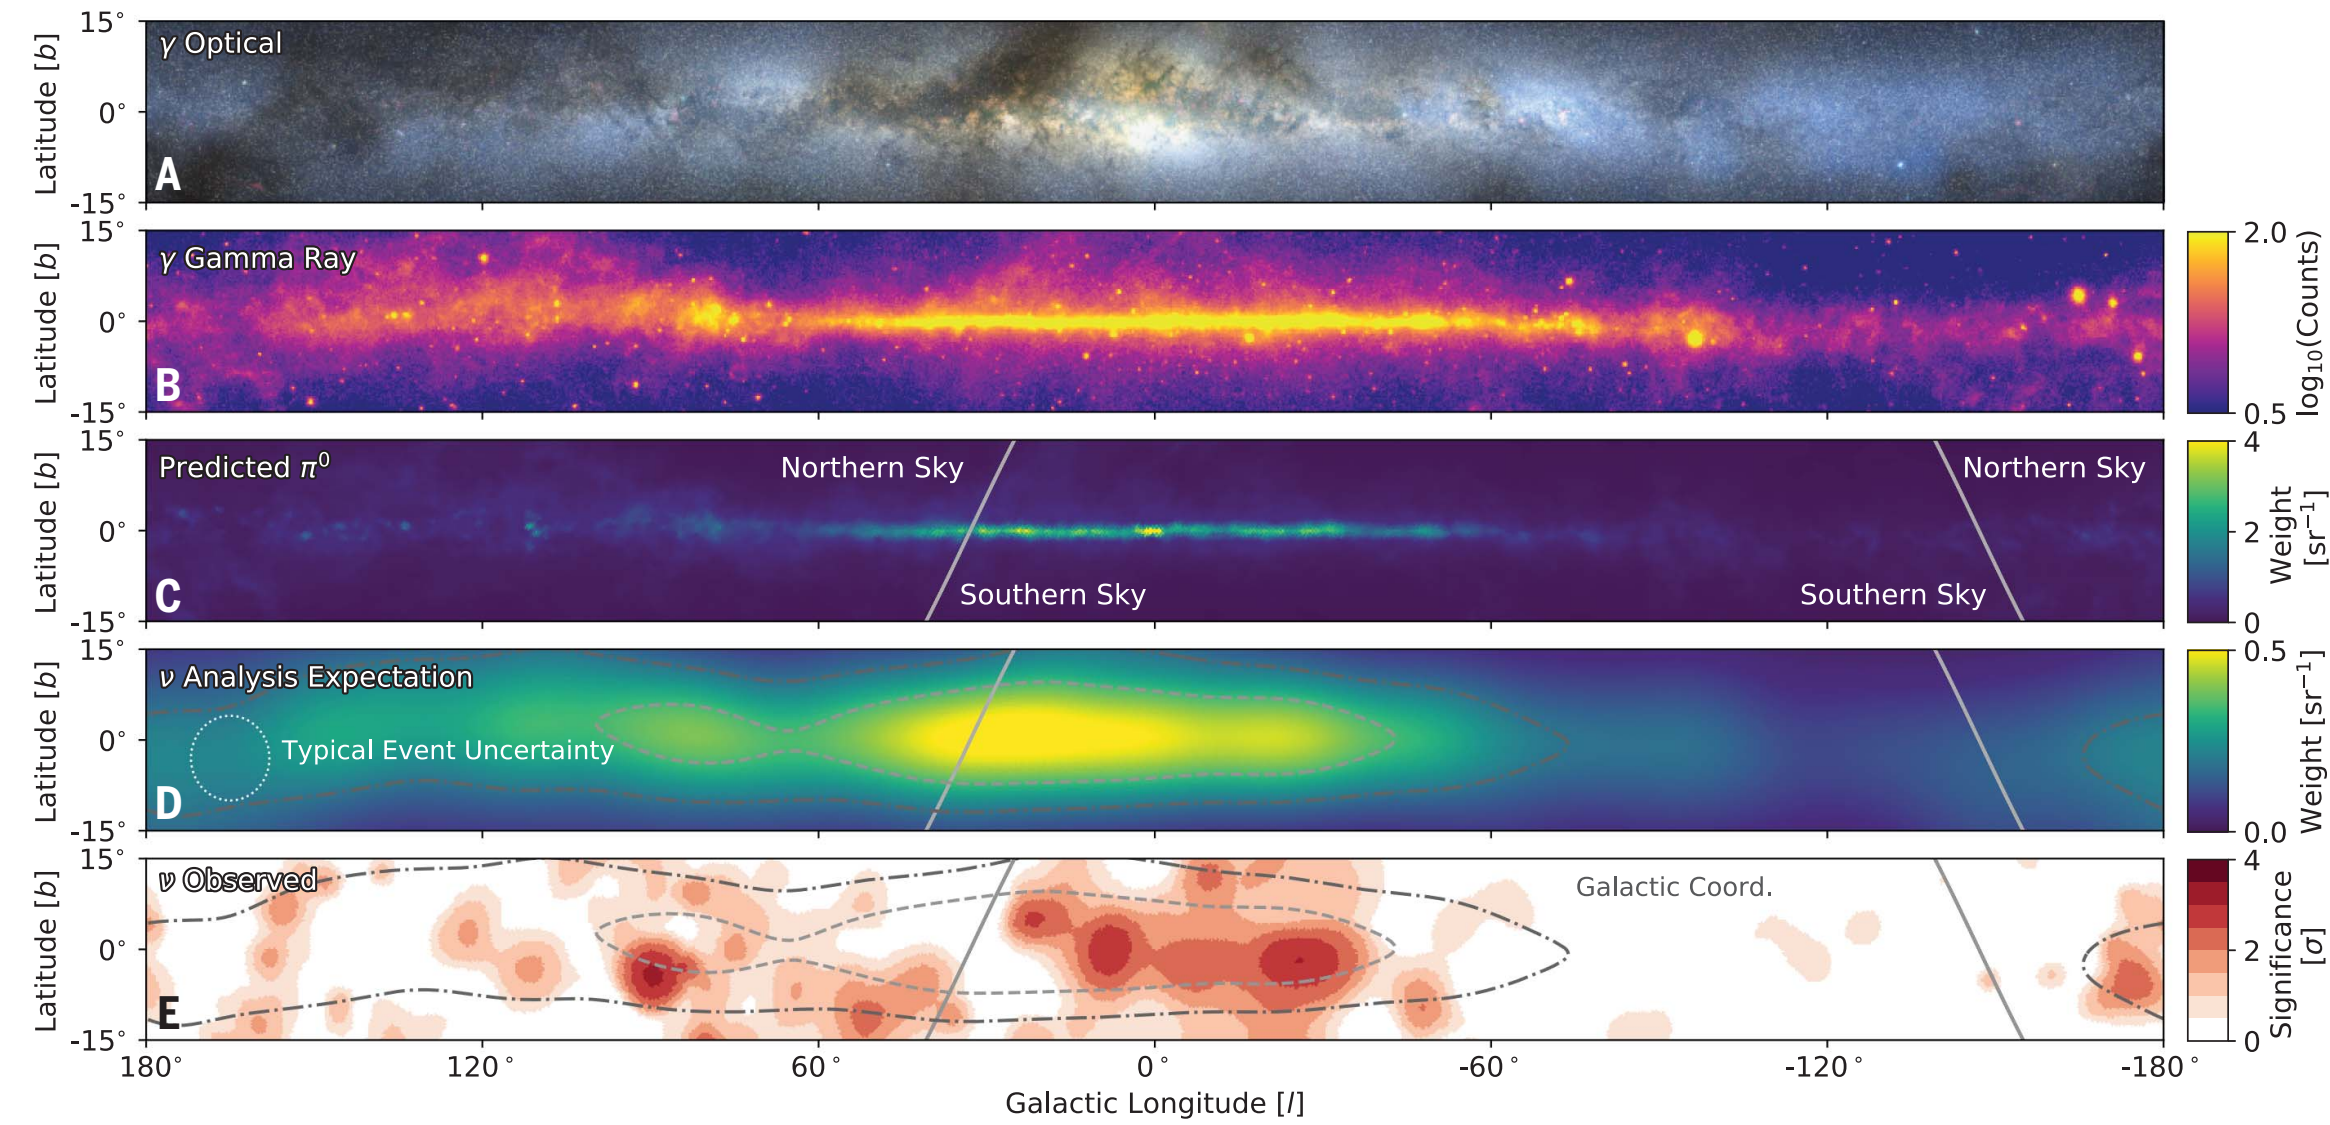 15°
γ Optical
Latitude [b]
0°
A
-15°
15°
γ Gamma Ray
Latitude [b]
0°
B
-15°
2.0
log₁₀(Counts)
0.5
15°
Predicted π⁰
Northern Sky
Northern Sky
Latitude [b]
0°
C
Southern Sky
Southern Sky
-15°
4
2
0
Weight
[sr⁻¹]
15°
ν Analysis Expectation
Latitude [b]
0°
Typical Event Uncertainty
D
-15°
0.5
Weight [sr⁻¹]
0.0
15°
ν Observed
Galactic Coord.
Latitude [b]
0°
E
-15°
4
2
0
Significance
[σ]
180° 120° 60° 0° -60° -120° -180°
Galactic Longitude [l]